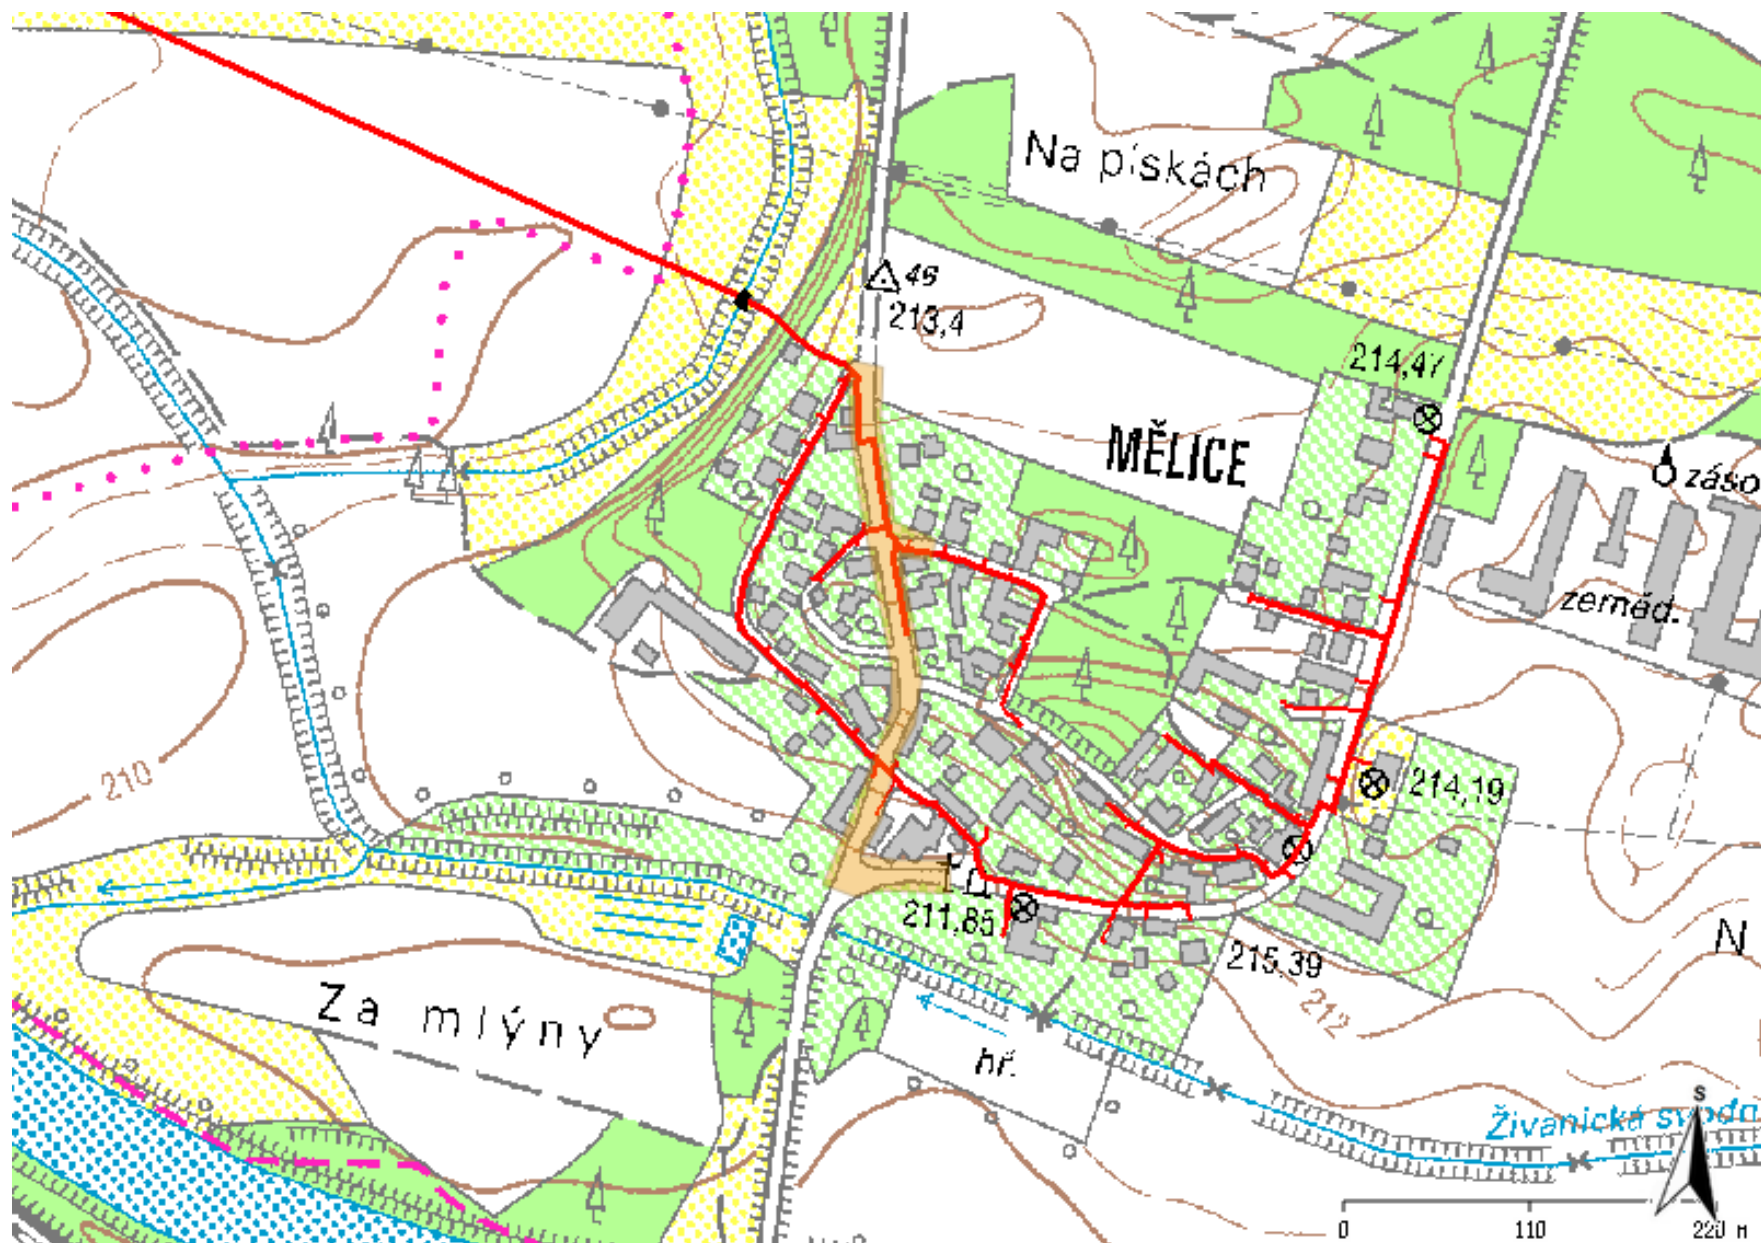 Na pískách
49
213,4
214,47
MĚLICE
záso
zeměd.
210
214,19
211,85
215,39
N
212
Za mlýny
hř.
S
Živanická svodn
0 110 220 m